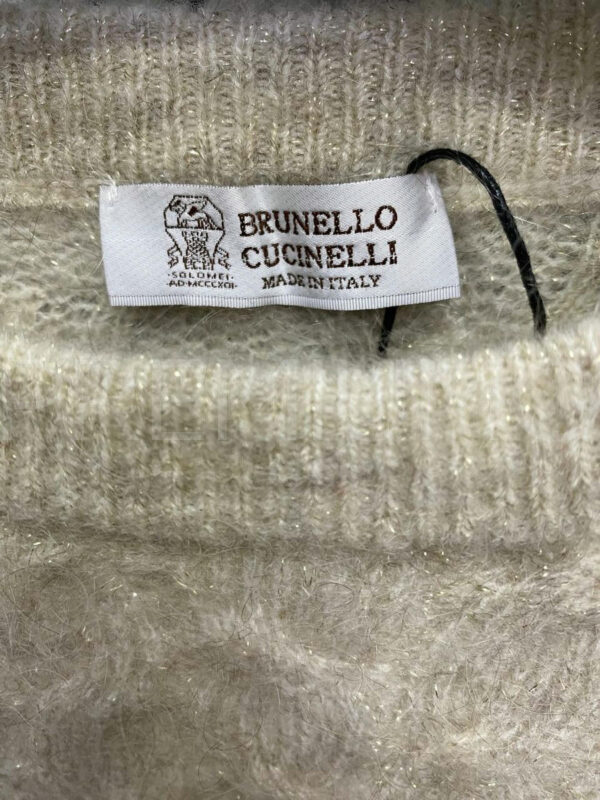 BRUNELLO
CUCINELLI
MADE IN ITALY
·SOLOMEI·
·AD·MCCCXCI·